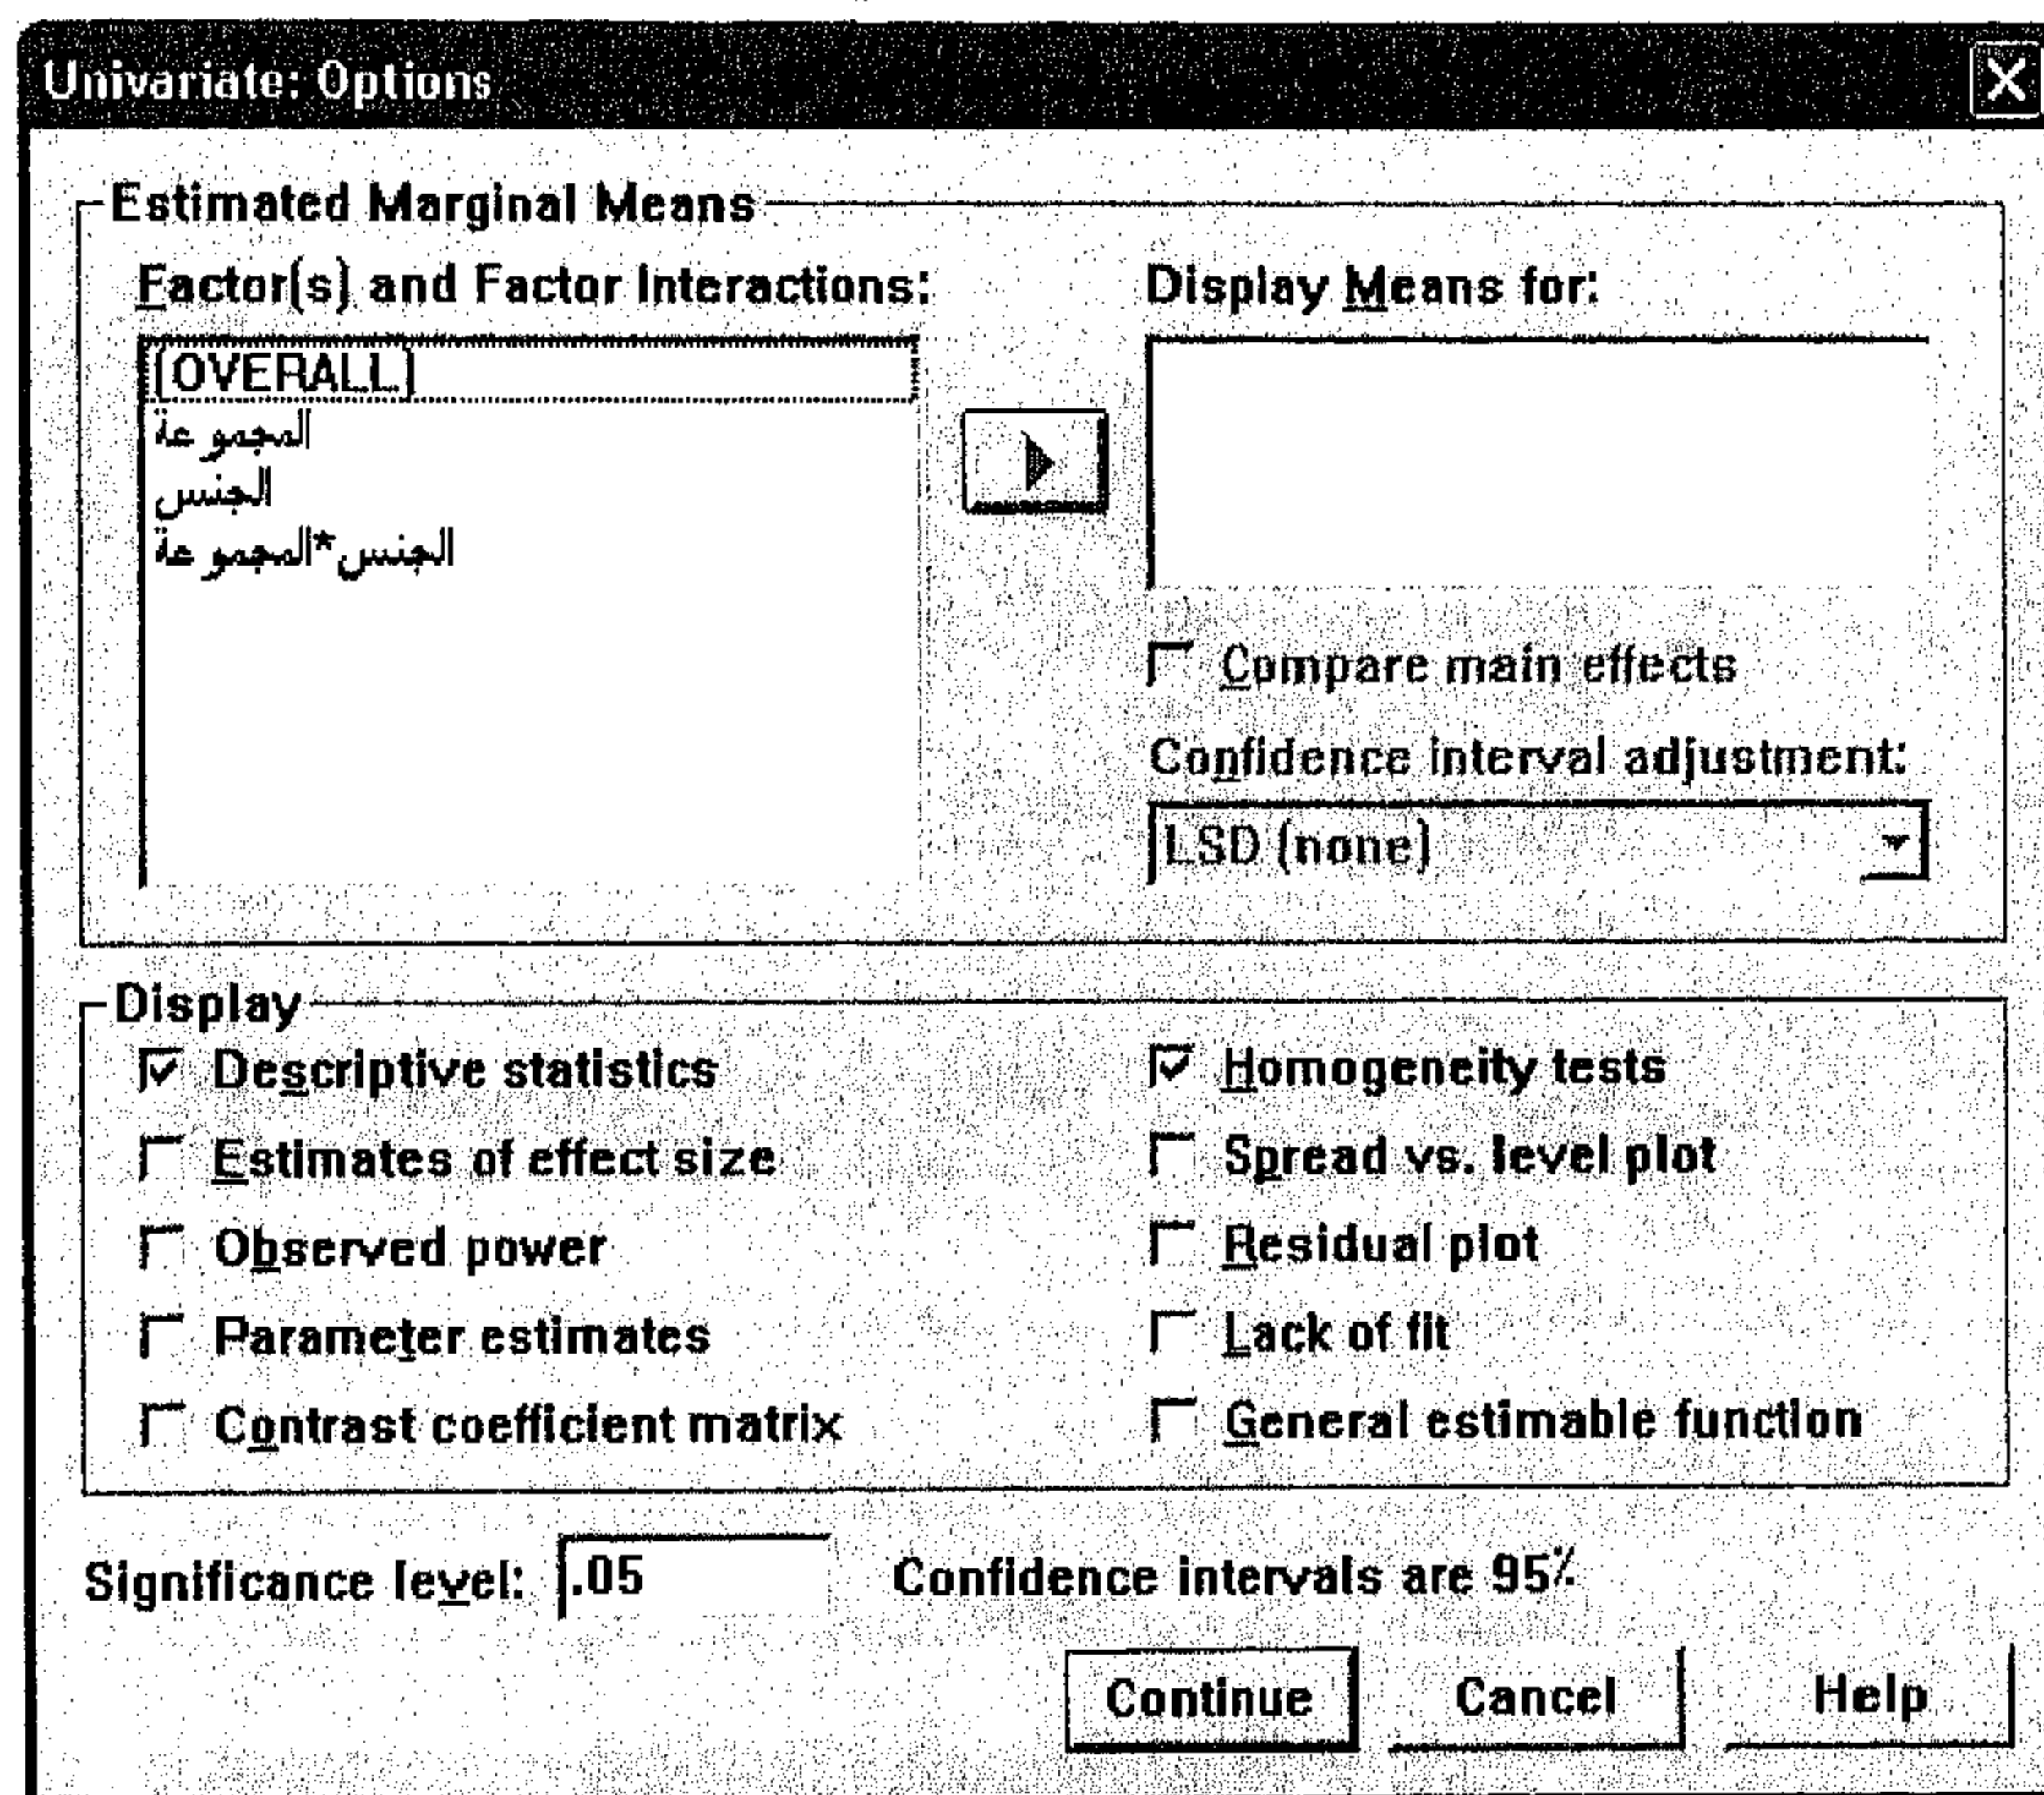 Univariate: Options
Estimated Marginal Means
Factor(s) and Factor Interactions:
(OVERALL)
المجموعة
الجنس
الجنس*المجموعة
Display Means for:
Compare main effects
Confidence interval adjustment:
LSD (none)
Display
Descriptive statistics
Estimates of effect size
Observed power
Parameter estimates
Contrast coefficient matrix
Homogeneity tests
Spread vs. level plot
Residual plot
Lack of fit
General estimable function
Significance level: .05
Confidence intervals are 95%
Continue
Cancel
Help